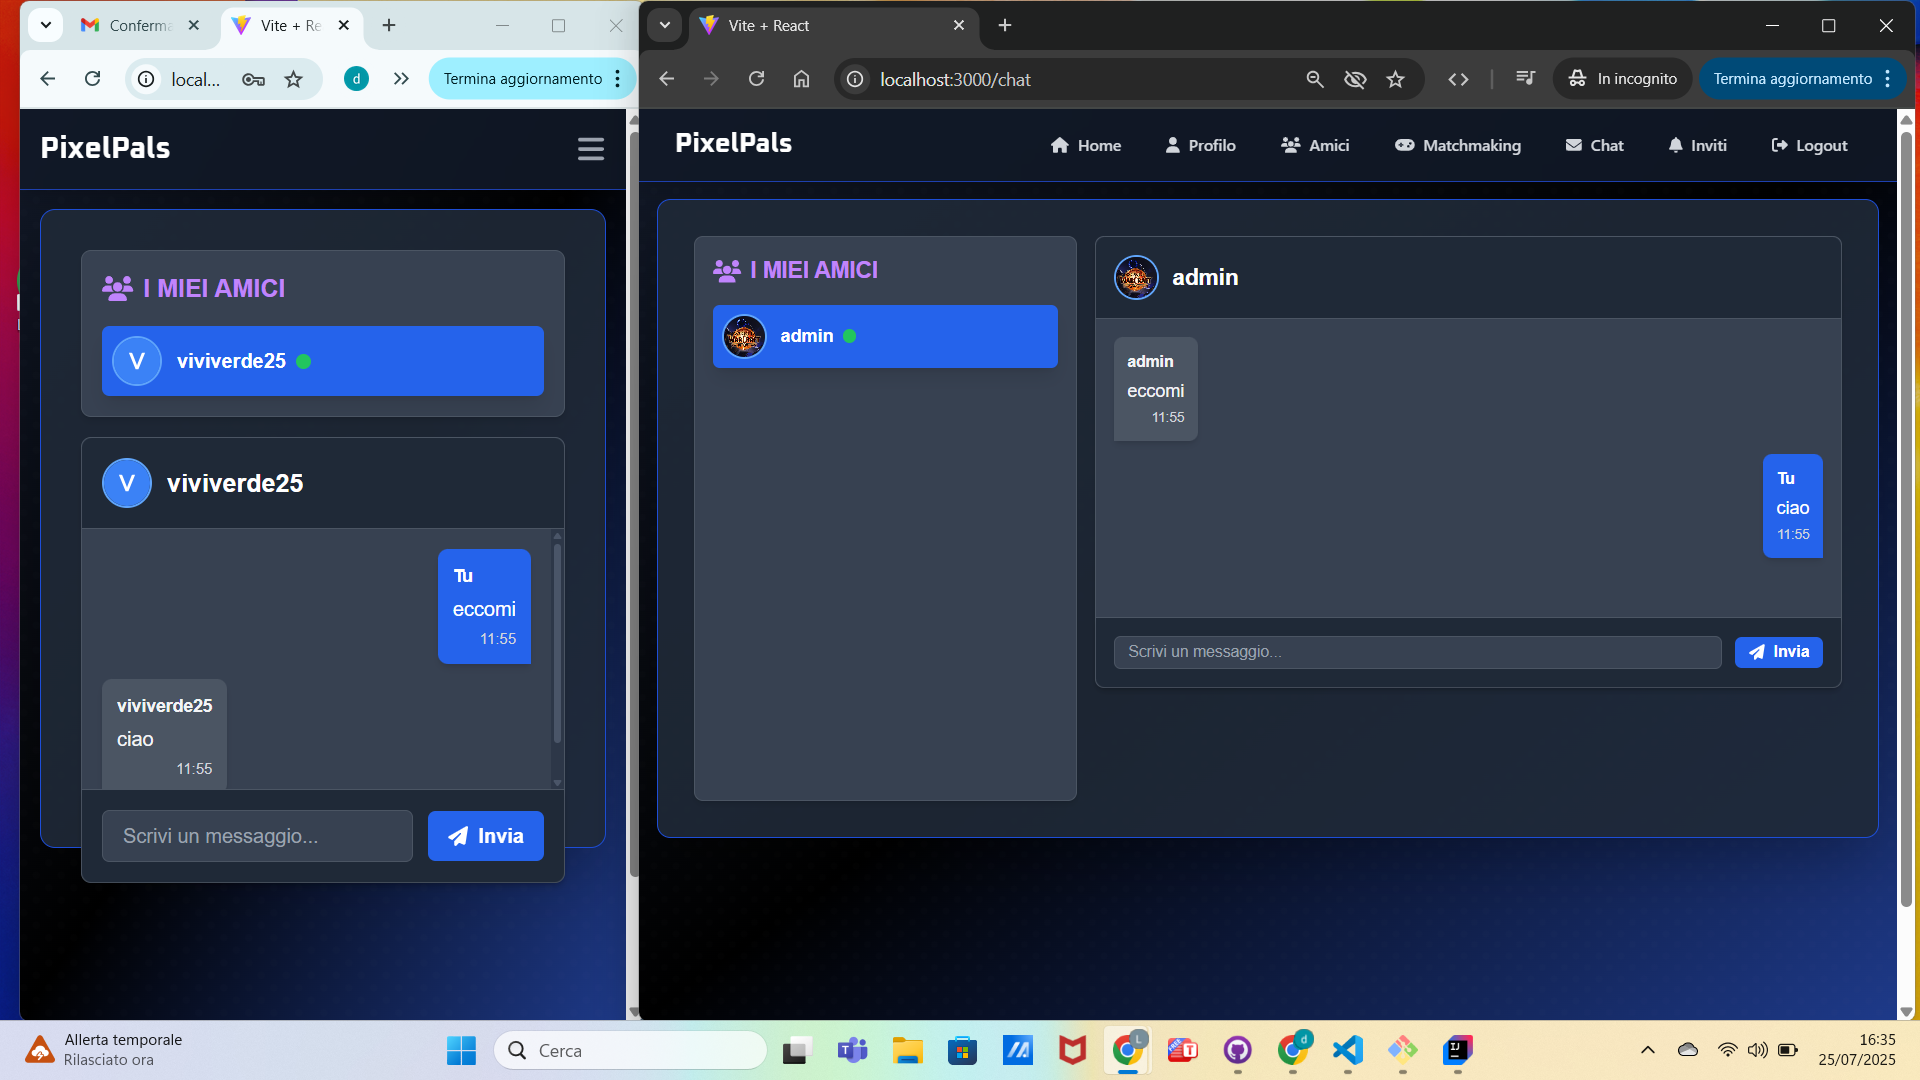 Conferma
Vite + Re
local...
d
Termina aggiornamento
PixelPals
I MIEI AMICI
V
viviverde25
V
viviverde25
Tu
eccomi
11:55
viviverde25
ciao
11:55
Scrivi un messaggio...
Invia
Vite + React
localhost:3000/chat
In incognito
Termina aggiornamento
PixelPals
Home
Profilo
Amici
Matchmaking
Chat
Inviti
Logout
I MIEI AMICI
admin
admin
admin
eccomi
11:55
Tu
ciao
11:55
Scrivi un messaggio...
Invia
Allerta temporale
Rilasciato ora
Cerca
L
d
16:35
25/07/2025